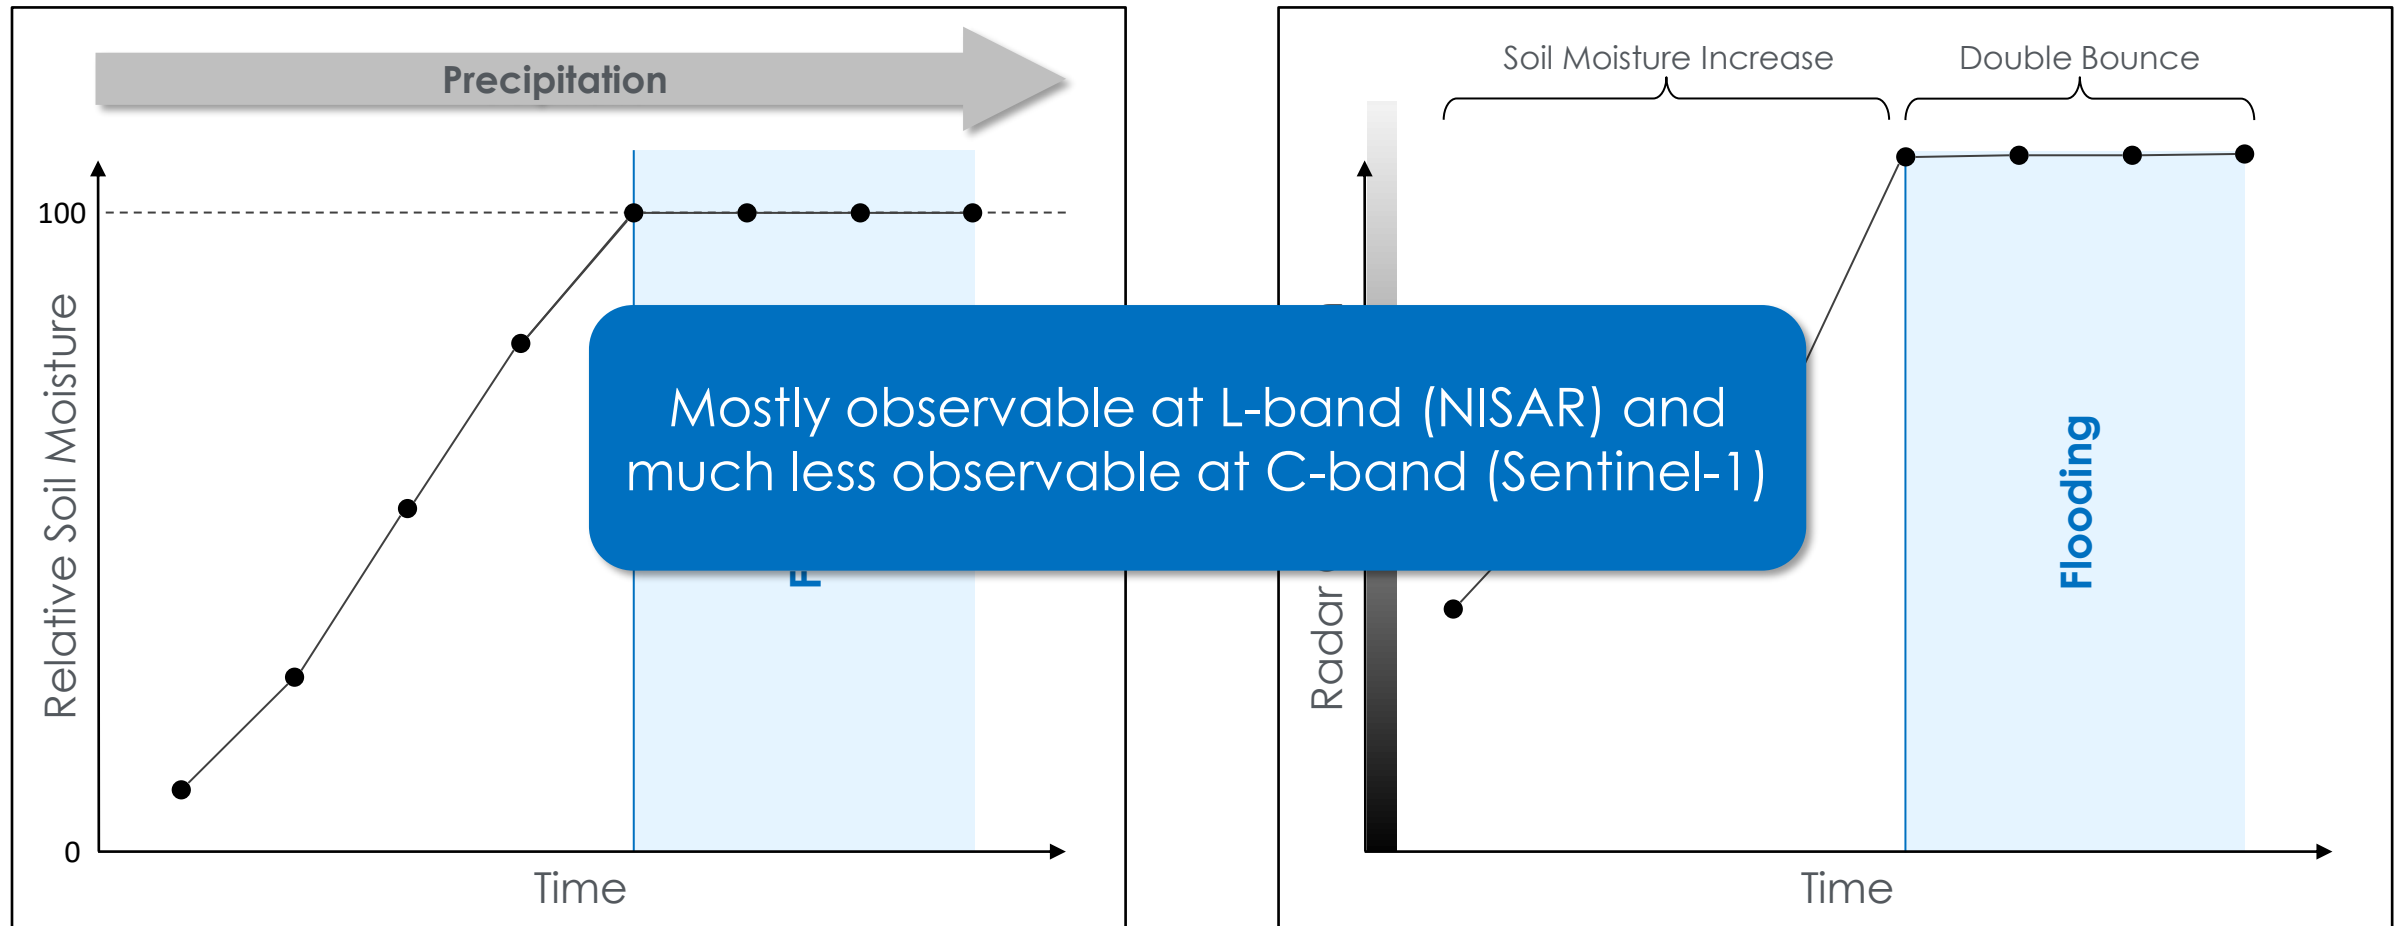 Precipitation
100
Relative Soil Moisture
0
Time
Soil Moisture Increase
Double Bounce
Radar
Flooding
Time
Mostly observable at L-band (NISAR) and
much less observable at C-band (Sentinel-1)